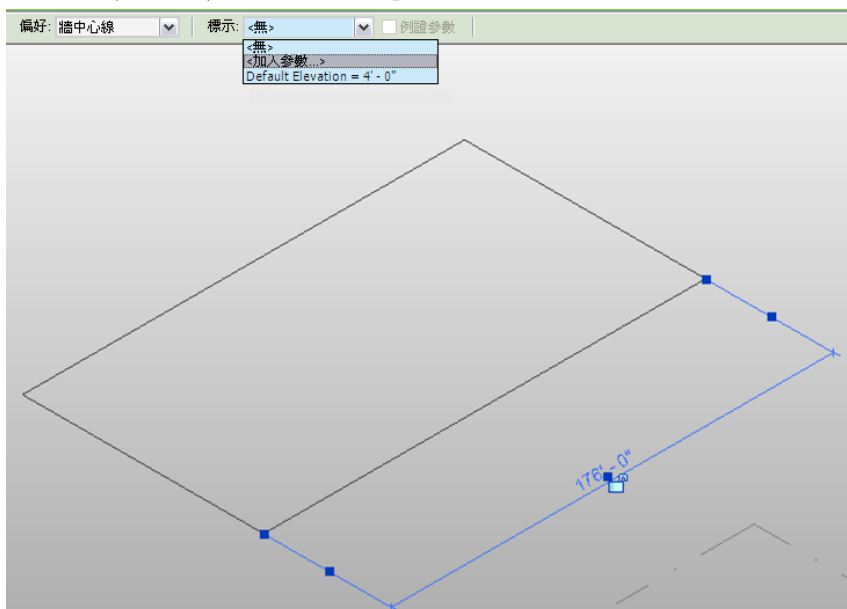 偏好: 牆中心線 標示: <無> 例證參數
<無>
<加入參數...>
Default Elevation = 4' - 0"
176' - 0"